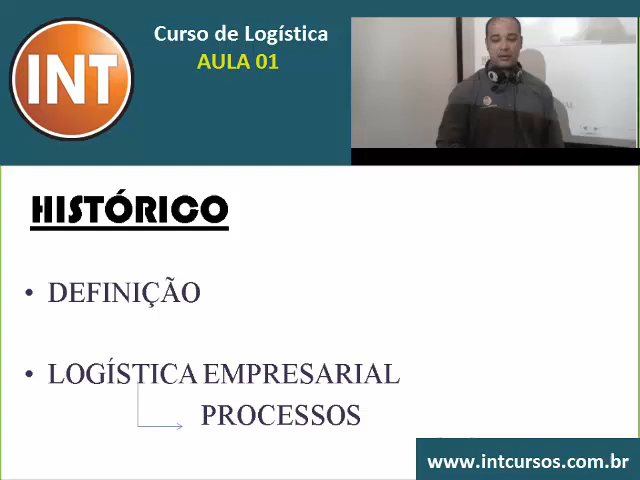 INT
Curso de Logística
AULA 01
HISTÓRICO
• DEFINIÇÃO
• LOGÍSTICA EMPRESARIAL
PROCESSOS
www.intcursos.com.br